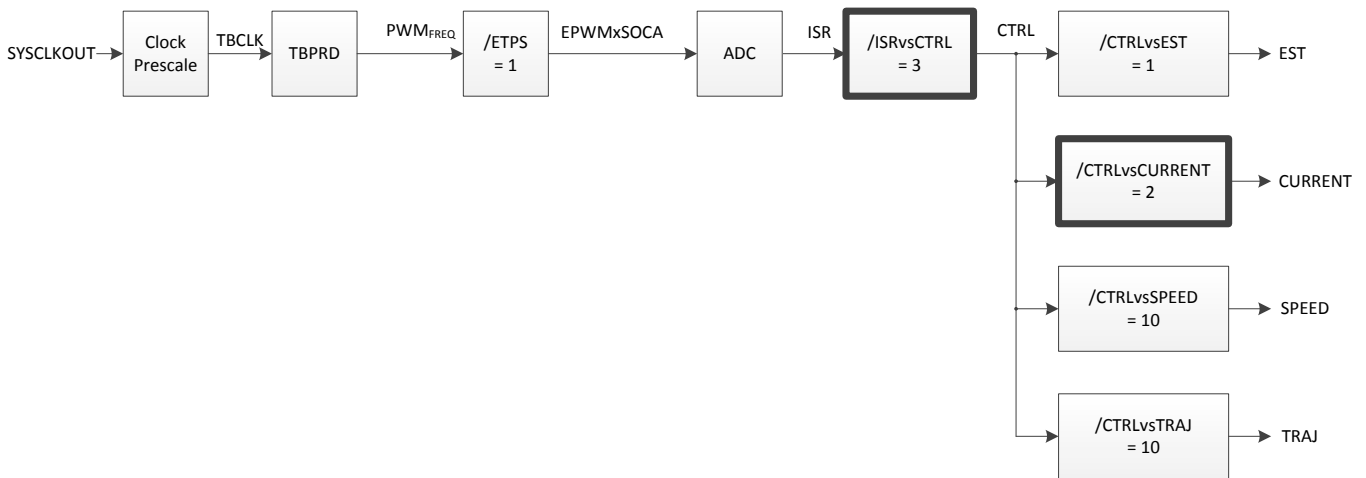 SYSCLKOUT
Clock
Prescale
TBCLK
TBPRD
PWMFREQ
/ETPS
= 1
EPWMxSOCA
ADC
ISR
/ISRvsCTRL
= 3
CTRL
/CTRLvsEST
= 1
EST
/CTRLvsCURRENT
= 2
CURRENT
/CTRLvsSPEED
= 10
SPEED
/CTRLvsTRAJ
= 10
TRAJ